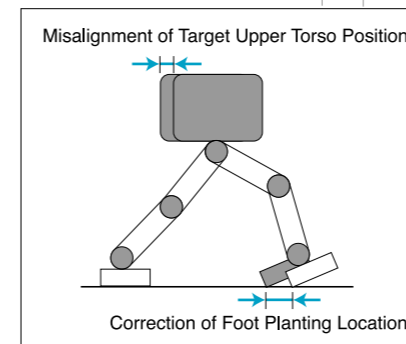 Misalignment of Target Upper Torso Position
Correction of Foot Planting Location